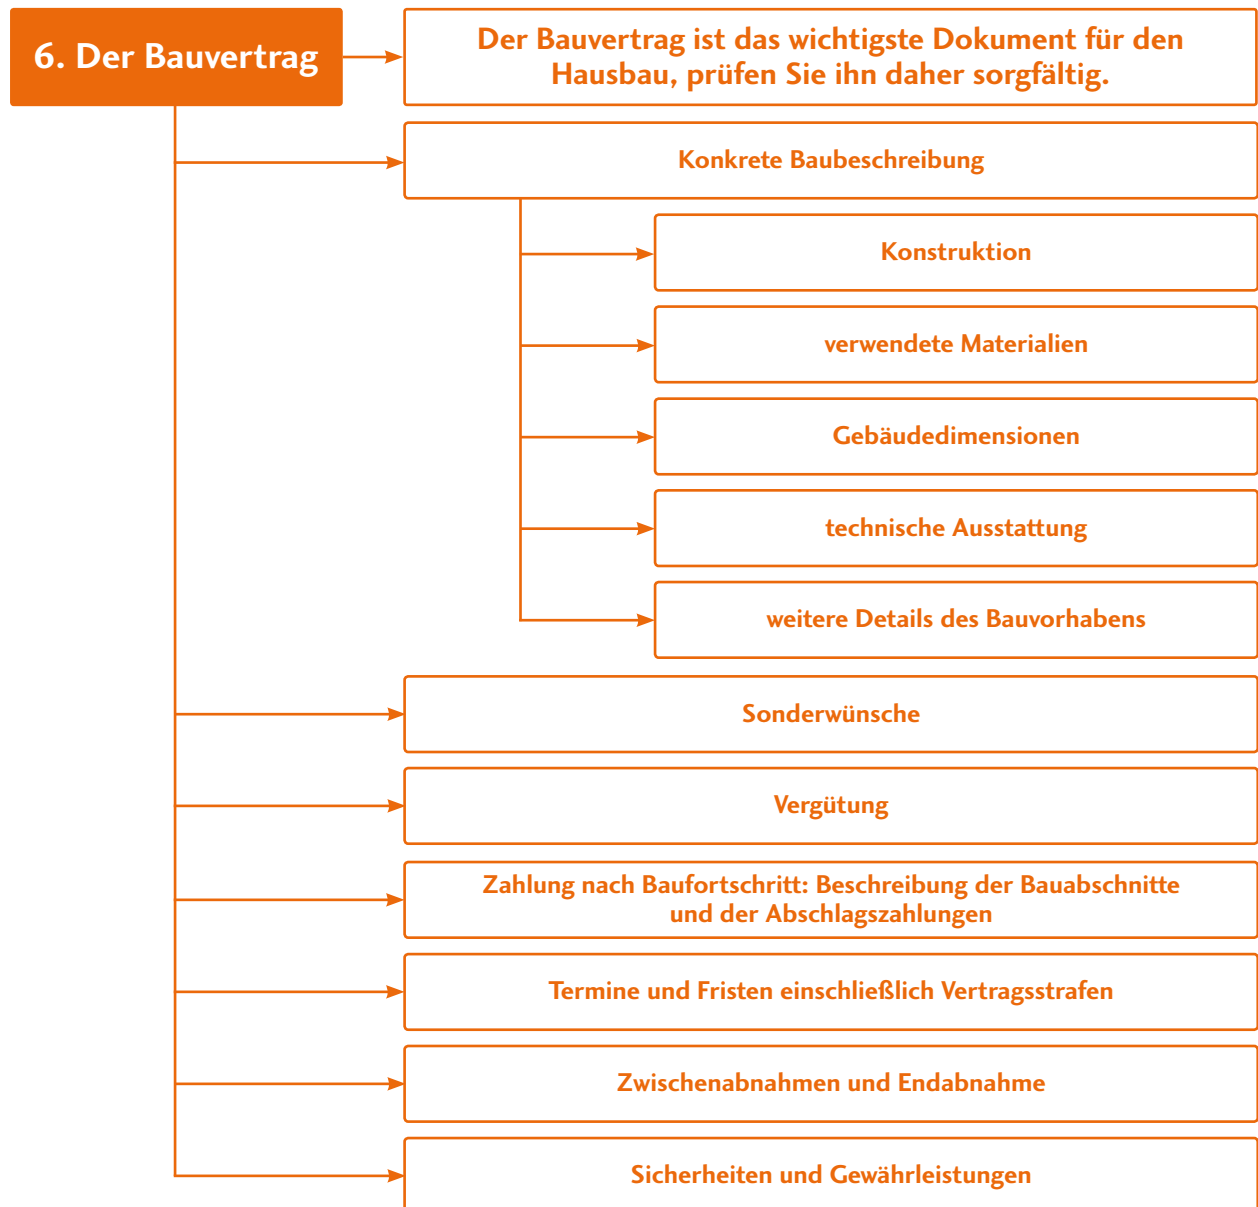 6. Der Bauvertrag
Der Bauvertrag ist das wichtigste Dokument für den
Hausbau, prüfen Sie ihn daher sorgfältig.
Konkrete Baubeschreibung
Konstruktion
verwendete Materialien
Gebäudedimensionen
technische Ausstattung
weitere Details des Bauvorhabens
Sonderwünsche
Vergütung
Zahlung nach Baufortschritt: Beschreibung der Bauabschnitte
und der Abschlagszahlungen
Termine und Fristen einschließlich Vertragsstrafen
Zwischenabnahmen und Endabnahme
Sicherheiten und Gewährleistungen